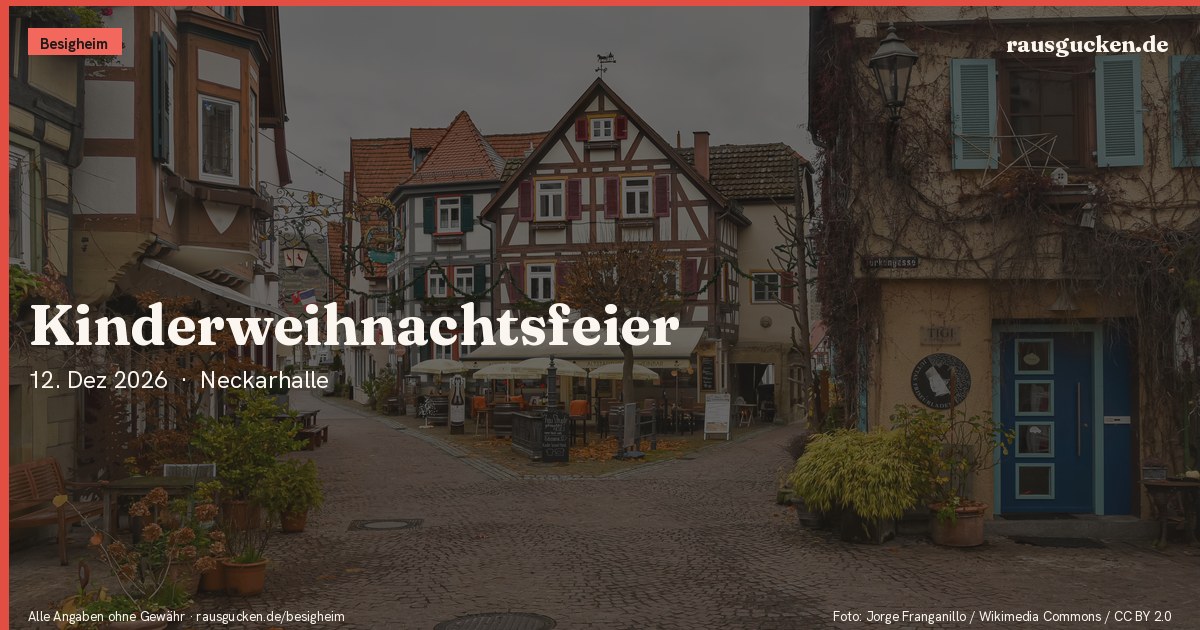 Besigheim
rausgucken.de
TIGL
Kinderweihnachtsfeier
12. Dez 2026 · Neckarhalle
Alle Angaben ohne Gewähr · rausgucken.de/besigheim
Foto: Jorge Franganillo / Wikimedia Commons / CC BY 2.0